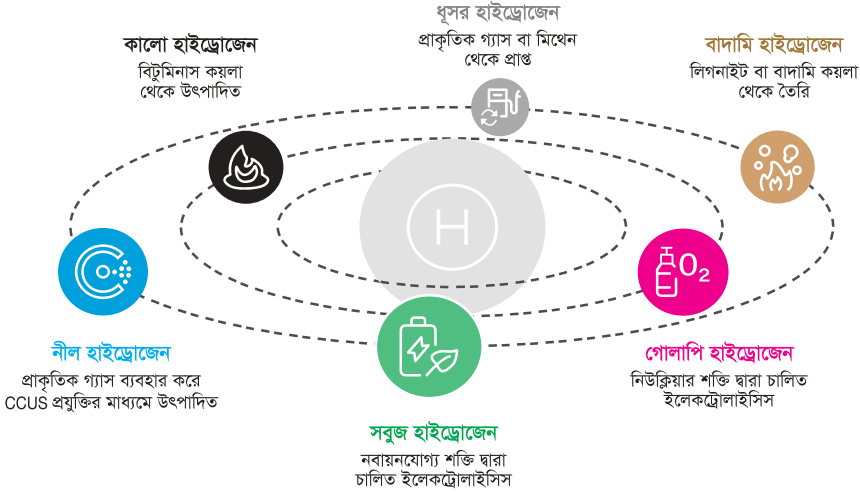 ধূসর হাইড্রোজেন
প্রাকৃতিক গ্যাস বা মিথেন
থেকে প্রাপ্ত
কালো হাইড্রোজেন
বিটুমিনাস কয়লা
থেকে উৎপাদিত
বাদামি হাইড্রোজেন
লিগনাইট বা বাদামি কয়লা
থেকে তৈরি
H
O₂
নীল হাইড্রোজেন
প্রাকৃতিক গ্যাস ব্যবহার করে
CCUS প্রযুক্তির মাধ্যমে উৎপাদিত
গোলাপি হাইড্রোজেন
নিউক্লিয়ার শক্তি দ্বারা চালিত
ইলেকট্রোলাইসিস
সবুজ হাইড্রোজেন
নবায়নযোগ্য শক্তি দ্বারা
চালিত ইলেকট্রোলাইসিস